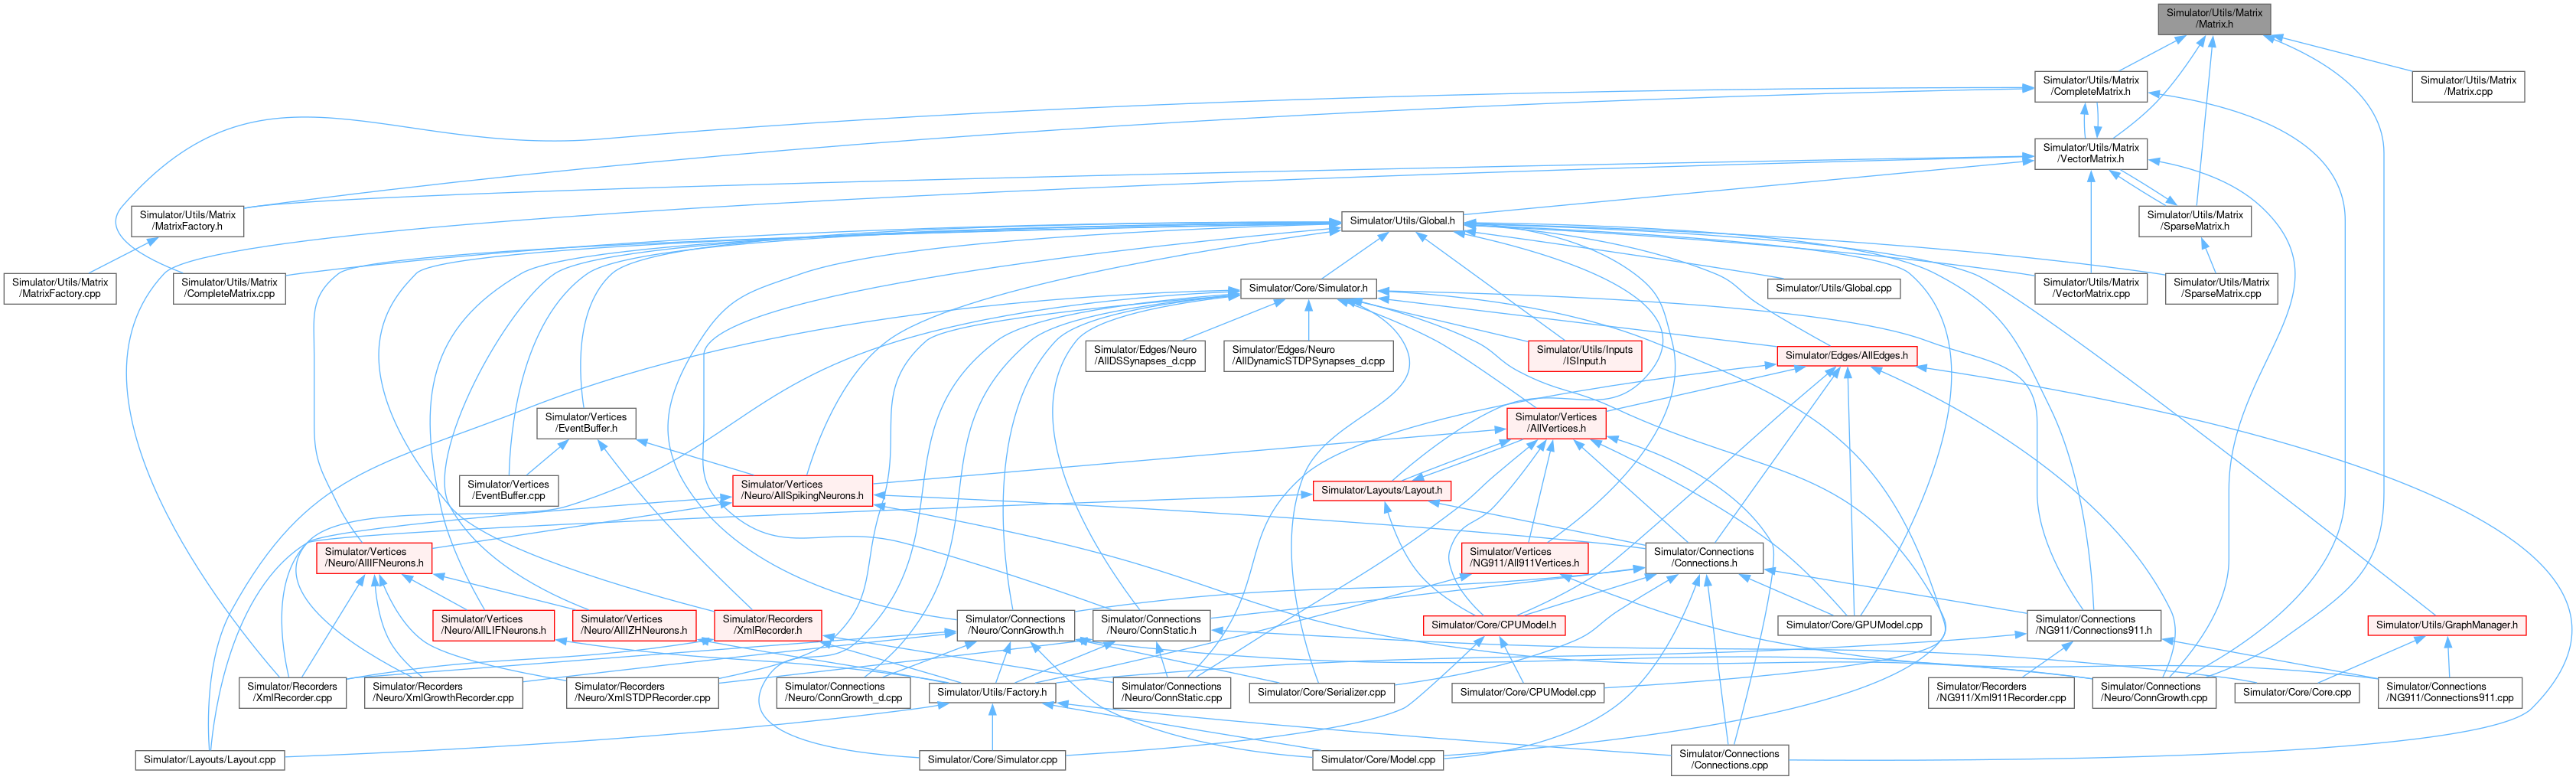 Simulator/Utils/Matrix
/Matrix.h
Simulator/Utils/Matrix
/CompleteMatrix.h
Simulator/Utils/Matrix
/Matrix.cpp
Simulator/Utils/Matrix
/VectorMatrix.h
Simulator/Utils/Matrix
/MatrixFactory.h
Simulator/Utils/Global.h
Simulator/Utils/Matrix
/SparseMatrix.h
Simulator/Utils/Matrix
/MatrixFactory.cpp
Simulator/Utils/Matrix
/CompleteMatrix.cpp
Simulator/Core/Simulator.h
Simulator/Utils/Global.cpp
Simulator/Utils/Matrix
/VectorMatrix.cpp
Simulator/Utils/Matrix
/SparseMatrix.cpp
Simulator/Edges/Neuro
/AllDSSynapses_d.cpp
Simulator/Edges/Neuro
/AllDynamicSTDPSynapses_d.cpp
Simulator/Utils/Inputs
/ISInput.h
Simulator/Edges/AllEdges.h
Simulator/Vertices
/EventBuffer.h
Simulator/Vertices
/AllVertices.h
Simulator/Vertices
/EventBuffer.cpp
Simulator/Vertices
/Neuro/AllSpikingNeurons.h
Simulator/Layouts/Layout.h
Simulator/Vertices
/Neuro/AllIFNeurons.h
Simulator/Vertices
/NG911/All911Vertices.h
Simulator/Connections
/Connections.h
Simulator/Vertices
/Neuro/AllLIFNeurons.h
Simulator/Vertices
/Neuro/AllIZHNeurons.h
Simulator/Recorders
/XmlRecorder.h
Simulator/Connections
/Neuro/ConnGrowth.h
Simulator/Connections
/Neuro/ConnStatic.h
Simulator/Core/CPUModel.h
Simulator/Core/GPUModel.cpp
Simulator/Connections
/NG911/Connections911.h
Simulator/Utils/GraphManager.h
Simulator/Recorders
/XmlRecorder.cpp
Simulator/Recorders
/Neuro/XmlGrowthRecorder.cpp
Simulator/Recorders
/Neuro/XmlSTDPRecorder.cpp
Simulator/Connections
/Neuro/ConnGrowth_d.cpp
Simulator/Utils/Factory.h
Simulator/Connections
/Neuro/ConnStatic.cpp
Simulator/Core/Serializer.cpp
Simulator/Core/CPUModel.cpp
Simulator/Recorders
/NG911/Xml911Recorder.cpp
Simulator/Connections
/Neuro/ConnGrowth.cpp
Simulator/Core/Core.cpp
Simulator/Connections
/NG911/Connections911.cpp
Simulator/Layouts/Layout.cpp
Simulator/Core/Simulator.cpp
Simulator/Core/Model.cpp
Simulator/Connections
/Connections.cpp